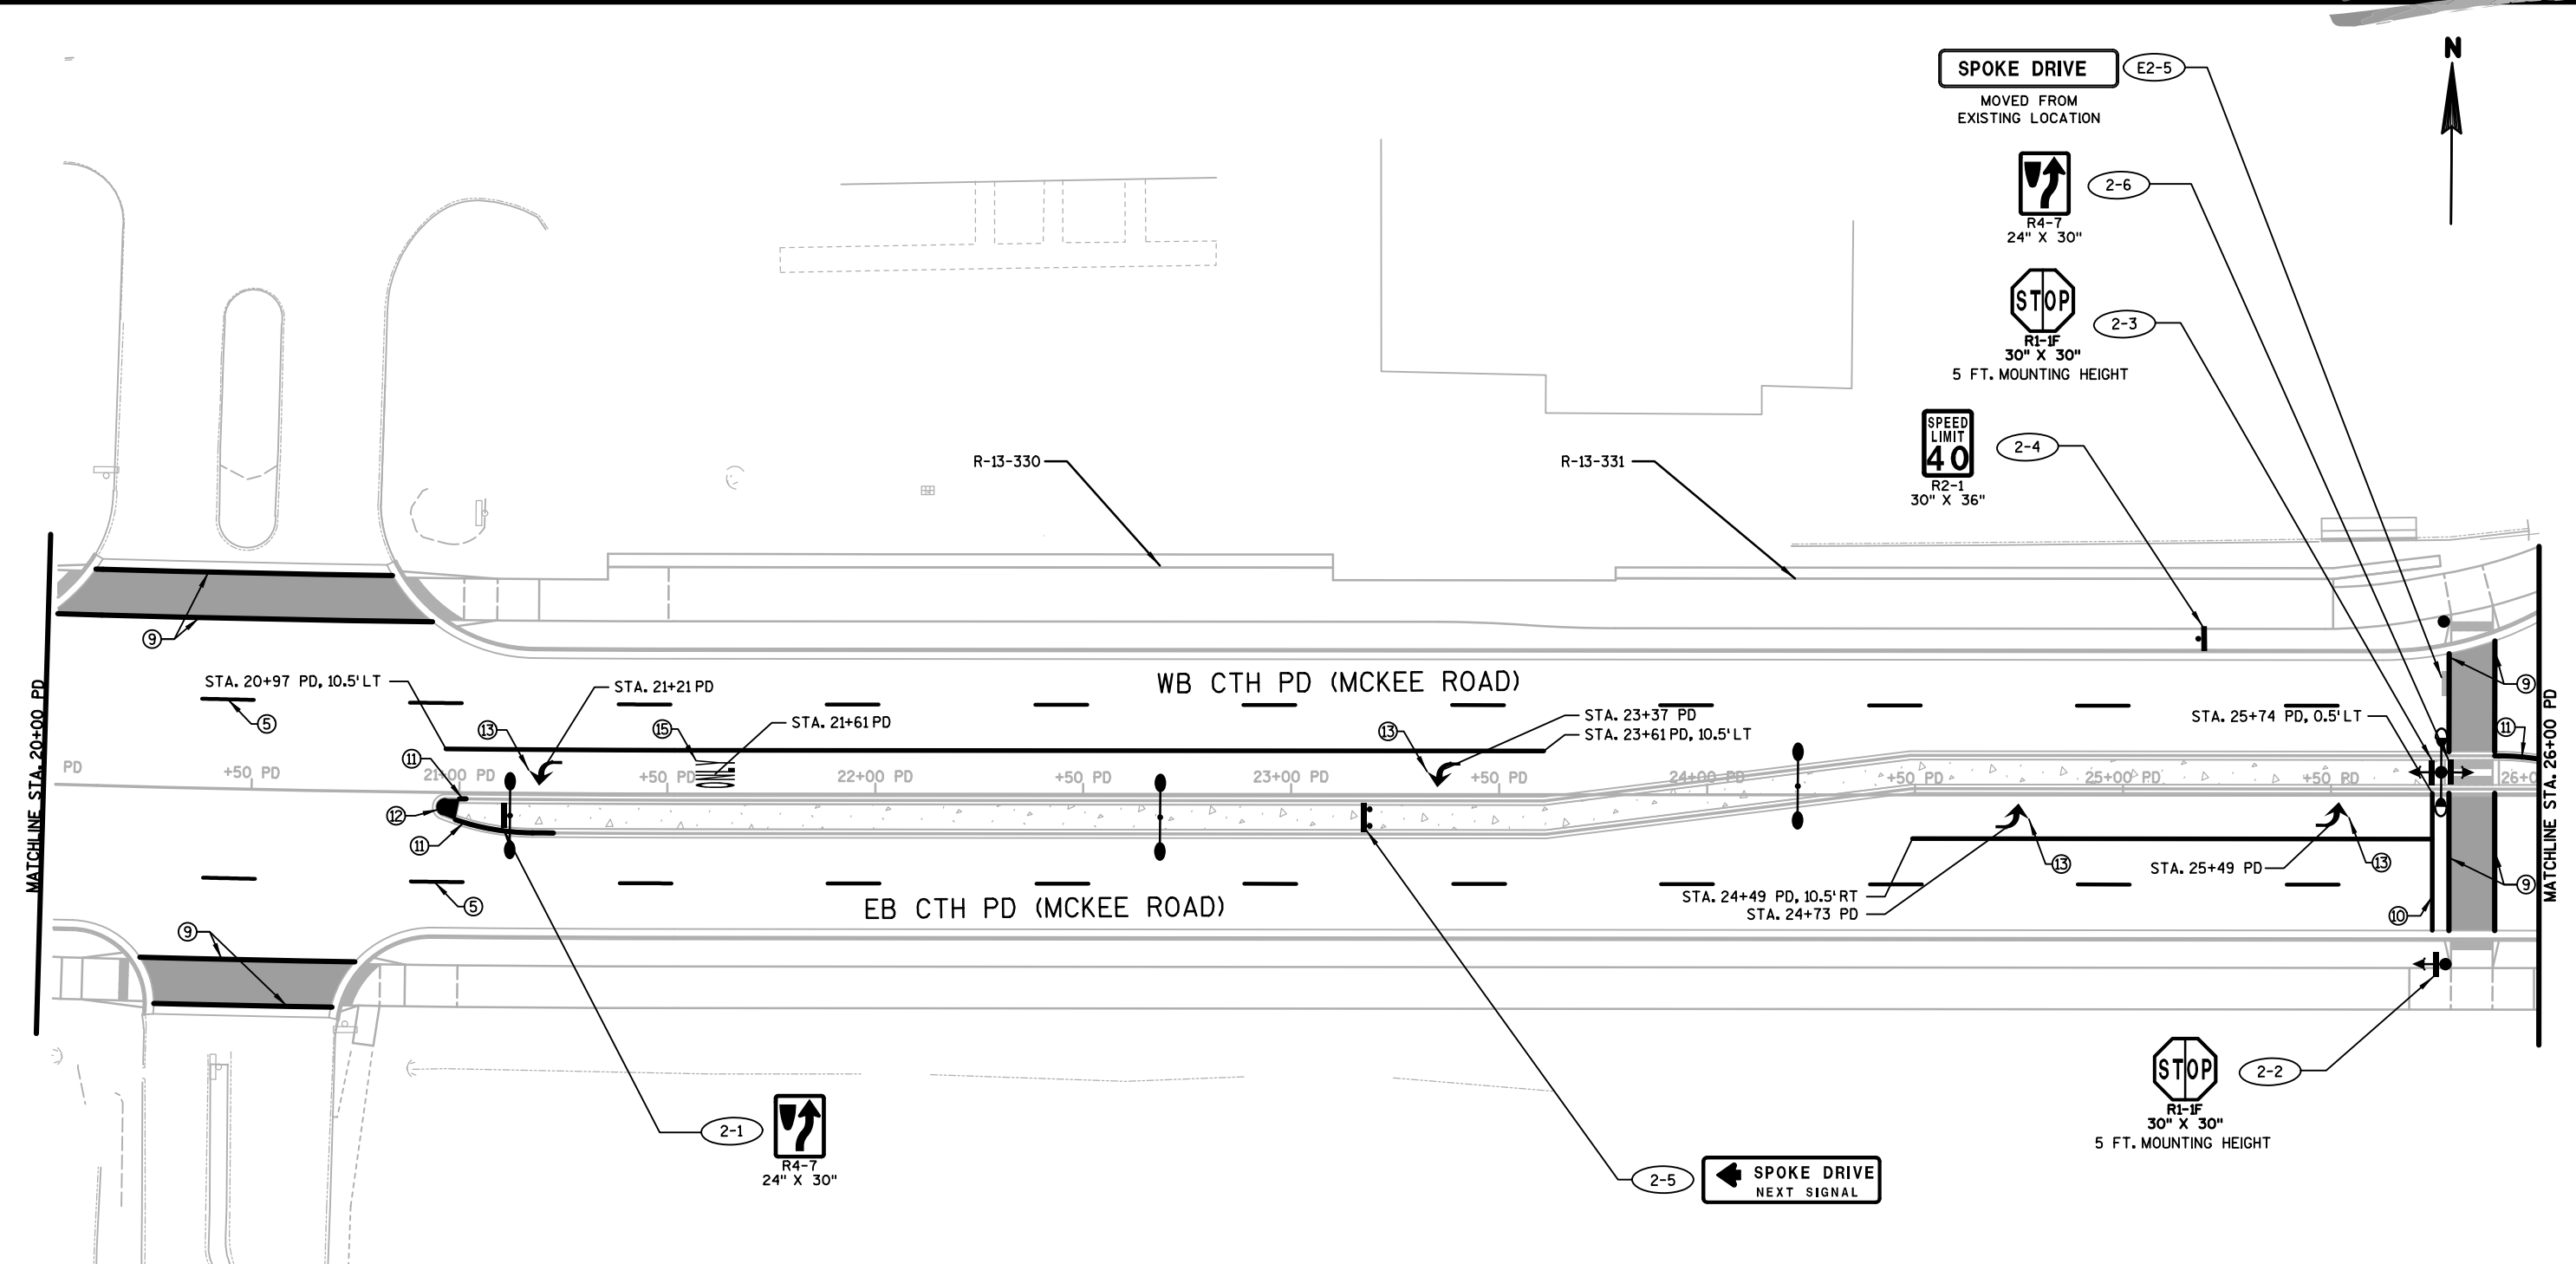 N
SPOKE DRIVE
E2-5
MOVED FROM
EXISTING LOCATION
2-6
R4-7
24" X 30"
STOP
2-3
R1-1F
30" X 30"
5 FT. MOUNTING HEIGHT
SPEED
LIMIT
40
2-4
R2-1
30" X 36"
R-13-330
R-13-331
9
WB CTH PD (MCKEE ROAD)
STA. 20+97 PD, 10.5' LT
STA. 21+21 PD
9
5
13
15
STA. 21+61 PD
13
STA. 23+37 PD
STA. 23+61 PD, 10.5' LT
STA. 25+74 PD, 0.5' LT
11
11
PD
+50 PD
21+00 PD
+50 PD
22+00 PD
+50 PD
23+00 PD
+50 PD
24+00 PD
+50 PD
25+00 PD
+50 PD
26+0
12
11
MATCHLINE STA. 20+00 PD
MATCHLINE STA. 26+00 PD
13
STA. 25+49 PD
13
9
5
EB CTH PD (MCKEE ROAD)
STA. 24+49 PD, 10.5' RT
STA. 24+73 PD
10
9
STOP
2-2
R1-1F
30" X 30"
5 FT. MOUNTING HEIGHT
2-1
R4-7
24" X 30"
2-5
SPOKE DRIVE
NEXT SIGNAL